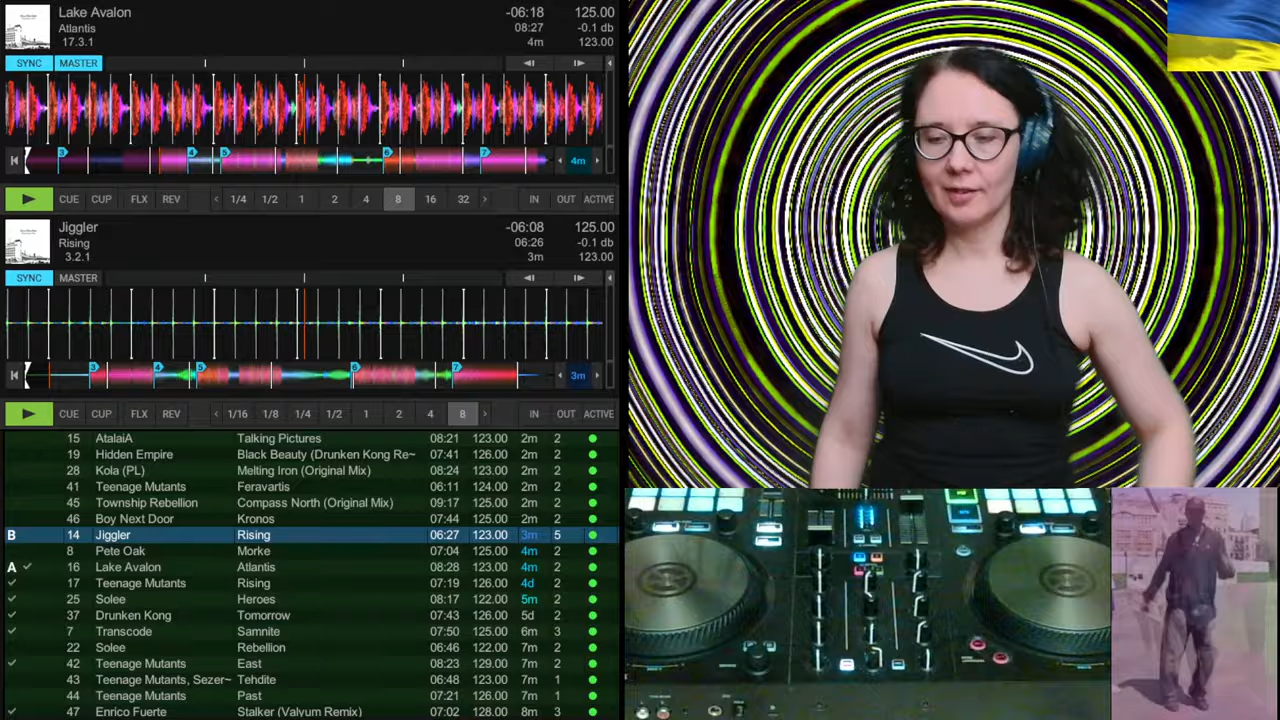 Lake Avalon -06:18 125.00
Atlantis 08:27 -0.1 db
17.3.1 4m 123.00
SYNC MASTER
3 4 5 6 7 4m
CUE CUP FLX REV 1/4 1/2 1 2 4 8 16 32 IN OUT ACTIVE
Jiggler -06:08 125.00
Rising 06:26 -0.1 db
3.2.1 3m 123.00
SYNC MASTER
3 4 5 6 7 3m
CUE CUP FLX REV 1/16 1/8 1/4 1/2 1 2 4 8 IN OUT ACTIVE
15 AtalaiA Talking Pictures 08:21 123.00 2m 2
19 Hidden Empire Black Beauty (Drunken Kong Re~ 07:41 126.00 2m 2
28 Kola (PL) Melting Iron (Original Mix) 08:24 123.00 2m 2
41 Teenage Mutants Feravartis 06:11 124.00 2m 2
45 Township Rebellion Compass North (Original Mix) 09:17 125.00 2m 2
46 Boy Next Door Kronos 07:44 125.00 2m 2
B 14 Jiggler Rising 06:27 123.00 3m 5
8 Pete Oak Morke 07:04 125.00 4m 2
A 16 Lake Avalon Atlantis 08:28 123.00 4m 2
17 Teenage Mutants Rising 07:19 126.00 4d 2
25 Solee Heroes 08:17 122.00 5m 2
37 Drunken Kong Tomorrow 07:43 126.00 5d 2
7 Transcode Samnite 07:50 125.00 6m 3
22 Solee Rebellion 06:46 122.00 7m 2
42 Teenage Mutants East 08:23 129.00 7m 2
43 Teenage Mutants, Sezer~ Tehdite 06:48 123.00 7m 1
44 Teenage Mutants Past 07:21 126.00 7m 1
47 Enrico Fuerte Stalker (Valyum Remix) 07:02 128.00 8m 3